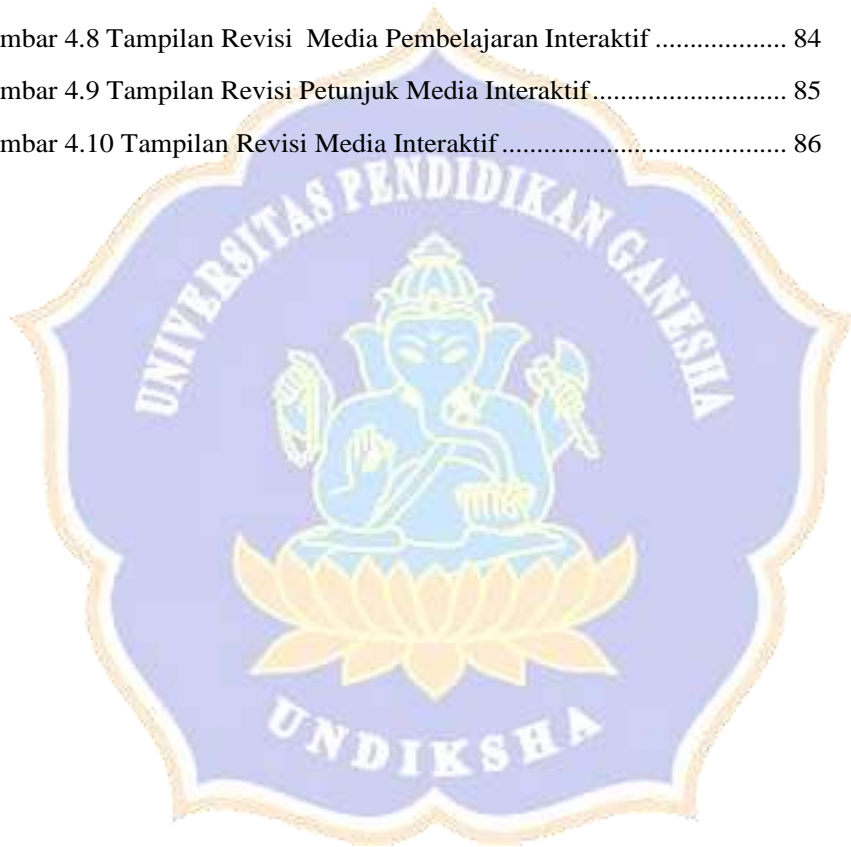 mbar 4.8 Tampilan Revisi  Media Pembelajaran Interaktif ................... 84
mbar 4.9 Tampilan Revisi Petunjuk Media Interaktif ............................ 85
mbar 4.10 Tampilan Revisi Media Interaktif ......................................... 86
UNIVERSITAS PENDIDIKAN GANESHA
UNDIKSHA